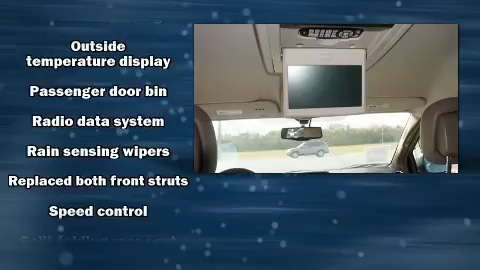 Outside
temperature display
Passenger door bin
Radio data system
Rain sensing wipers
Replaced both front struts
Speed control